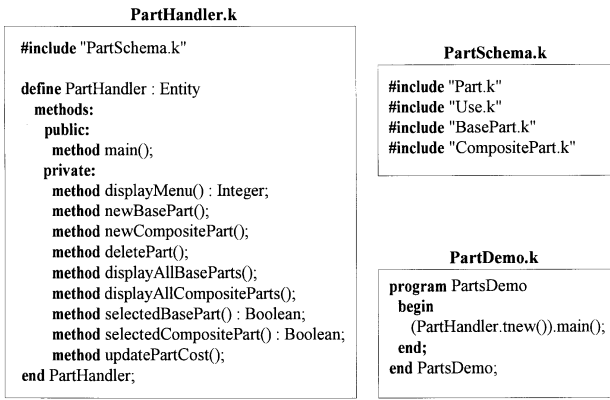 PartHandler.k
#include "PartSchema.k"
define PartHandler : Entity
methods:
public:
method main();
private:
method displayMenu() : Integer;
method newBasePart();
method newCompositePart();
method deletePart();
method displayAllBaseParts();
method displayAllCompositeParts();
method selectedBasePart() : Boolean;
method selectedCompositePart() : Boolean;
method updatePartCost();
end PartHandler;
PartSchema.k
#include "Part.k"
#include "Use.k"
#include "BasePart.k"
#include "CompositePart.k"
PartDemo.k
program PartsDemo
begin
(PartHandler.tnew()).main();
end;
end PartsDemo;